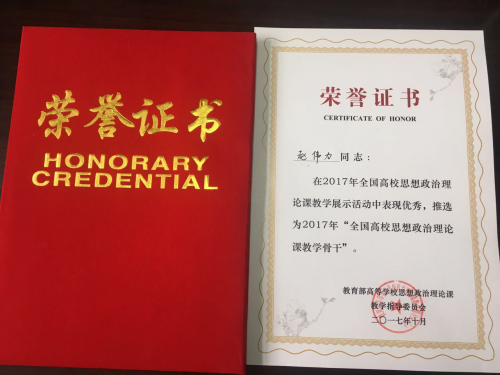 荣誉证书
HONORARY
CREDENTIAL
荣誉证书
CERTIFICATE OF HONOR
赵伟力同志：
在2017年全国高校思想政治理
论课教学展示活动中表现优秀，推选
为2017年“全国高校思想政治理论
课教学骨干”。
教育部高等学校思想政治理论课
教学指导委员会
二〇一七年十月